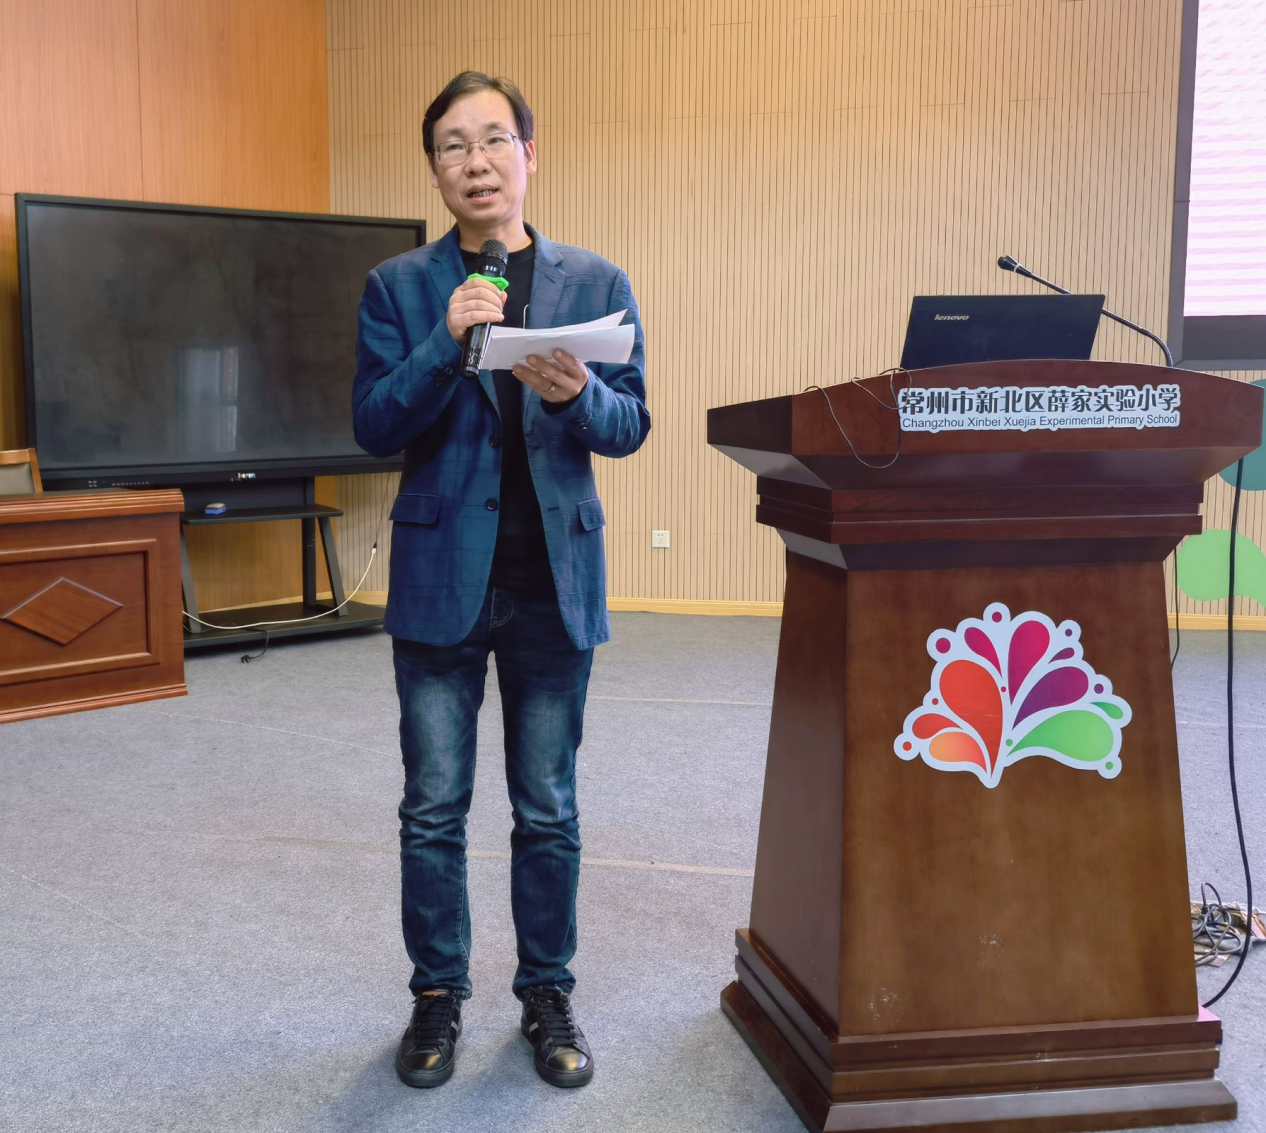 lenovo
常州市新北区薛家实验小学
Changzhou Xinbei Xuejia Experimental Primary School